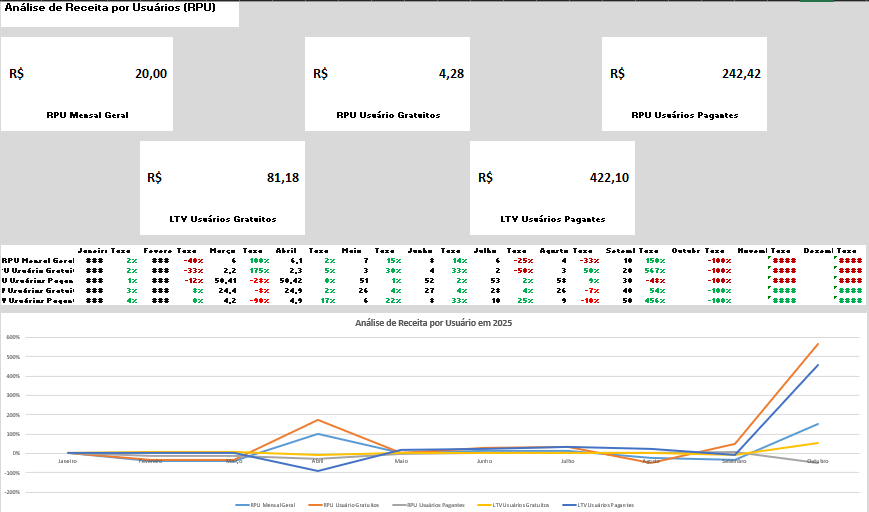 Análise de Receita por Usuários (RPU)
R$ 20,00
RPU Mensal Geral
R$ 4,28
RPU Usuário Gratuitos
R$ 242,42
RPU Usuários Pagantes
R$ 81,18
LTV Usuários Gratuitos
R$ 422,10
LTV Usuários Pagantes
Taxa Taxa Março Taxa Abril Taxa Maio Taxa Junho Taxa Julho Taxa Taxa Taxa Taxa Taxa
RPU Mensal Geral ### 2% ### -40% 6 100% 6,1 2% 7 15% 8 14% 6 -25% 4 -33% 10 150% -100% #### ####
### 2% ### -33% 2,2 175% 2,3 5% 3 30% 4 33% 2 -50% 3 50% 20 567% -100% #### ####
### 1% ### -12% 50,41 -28% 50,42 0% 51 1% 52 2% 53 2% 58 9% 30 -48% -100% #### ####
### 3% ### 8% 24,4 -8% 24,9 2% 26 4% 27 4% 28 4% 26 -7% 40 54% -100% #### ####
### 4% ### 0% 4,2 -90% 4,9 17% 6 22% 8 33% 10 25% 9 -10% 50 456% -100% #### ####
Análise de Receita por Usuário em 2025
600%
500%
400%
300%
200%
100%
0%
-100%
-200%
Janeiro Fevereiro Março Abril Maio Junho Julho Agosto Setembro Outubro
RPU Mensal Geral RPU Usuário Gratuitos RPU Usuários Pagantes LTV Usuários Gratuitos LTV Usuários Pagantes